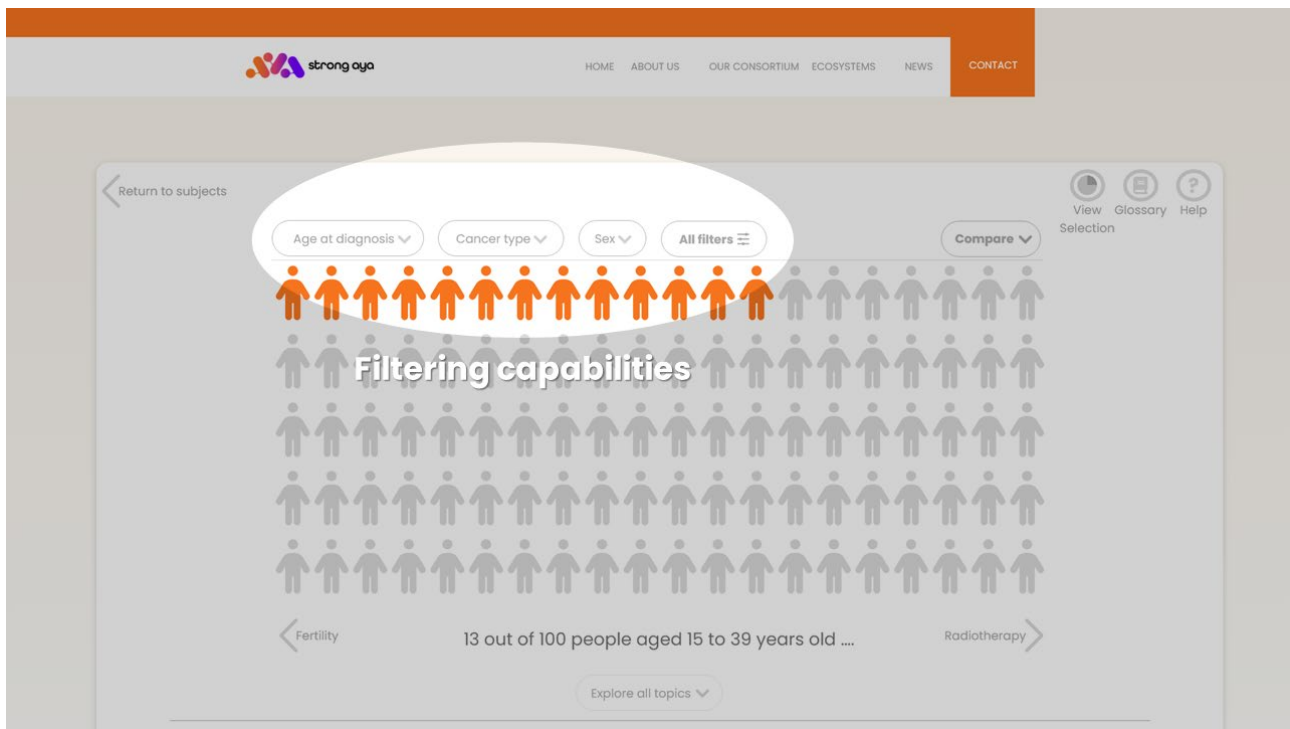 strong aya
HOME ABOUT US OUR CONSORTIUM ECOSYSTEMS NEWS CONTACT
Return to subjects
View Selection
Glossary
Help
Age at diagnosis
Cancer type
Sex
All filters
Compare
Filtering capabilities
Fertility
13 out of 100 people aged 15 to 39 years old ....
Radiotherapy
Explore all topics